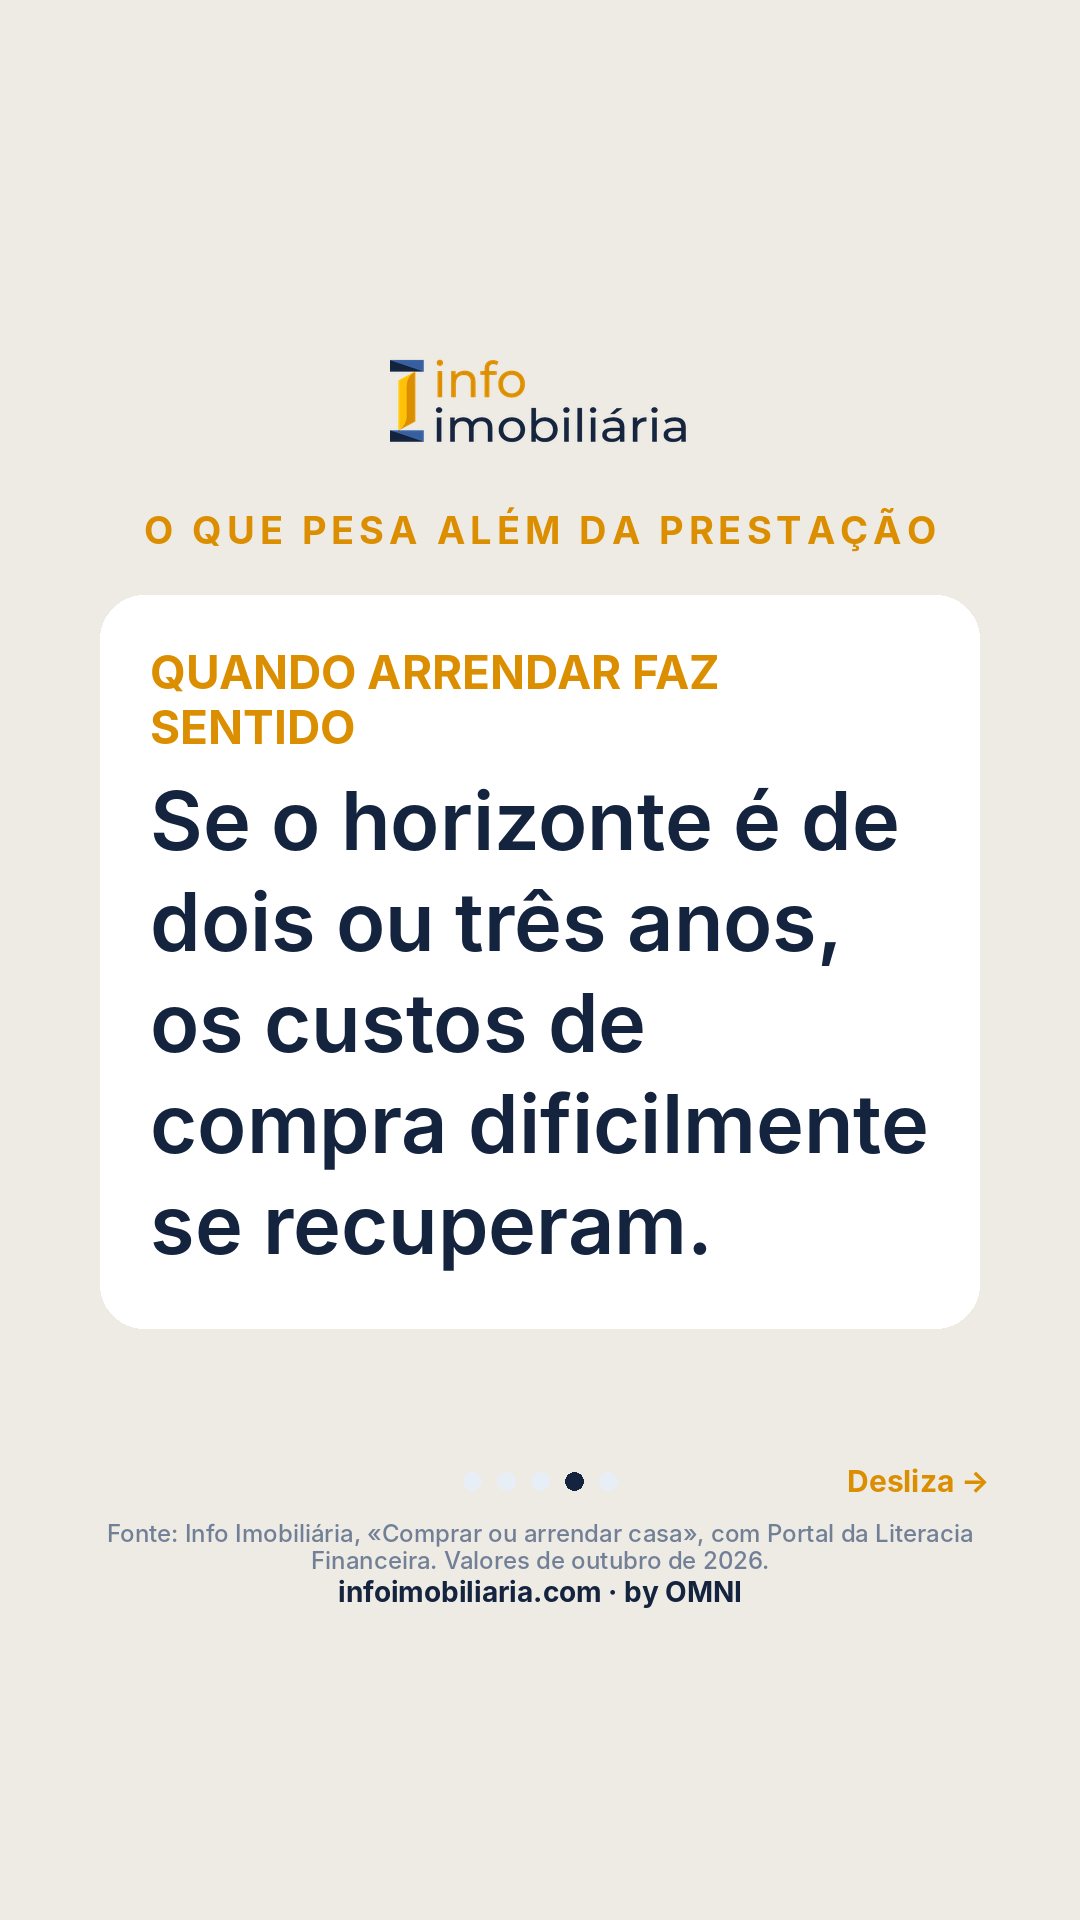 info
imobiliária
O QUE PESA ALÉM DA PRESTAÇÃO
QUANDO ARRENDAR FAZ
SENTIDO
Se o horizonte é de
dois ou três anos,
os custos de
compra dificilmente
se recuperam.
Desliza →
Fonte: Info Imobiliária, «Comprar ou arrendar casa», com Portal da Literacia
Financeira. Valores de outubro de 2026.
infoimobiliaria.com · by OMNI